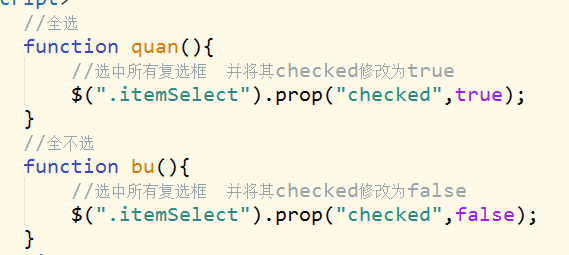 cript>
//全选
function quan(){
//选中所有复选框 并将其checked修改为true
$(".itemSelect").prop("checked",true);
}
//全不选
function bu(){
//选中所有复选框 并将其checked修改为false
$(".itemSelect").prop("checked",false);
}